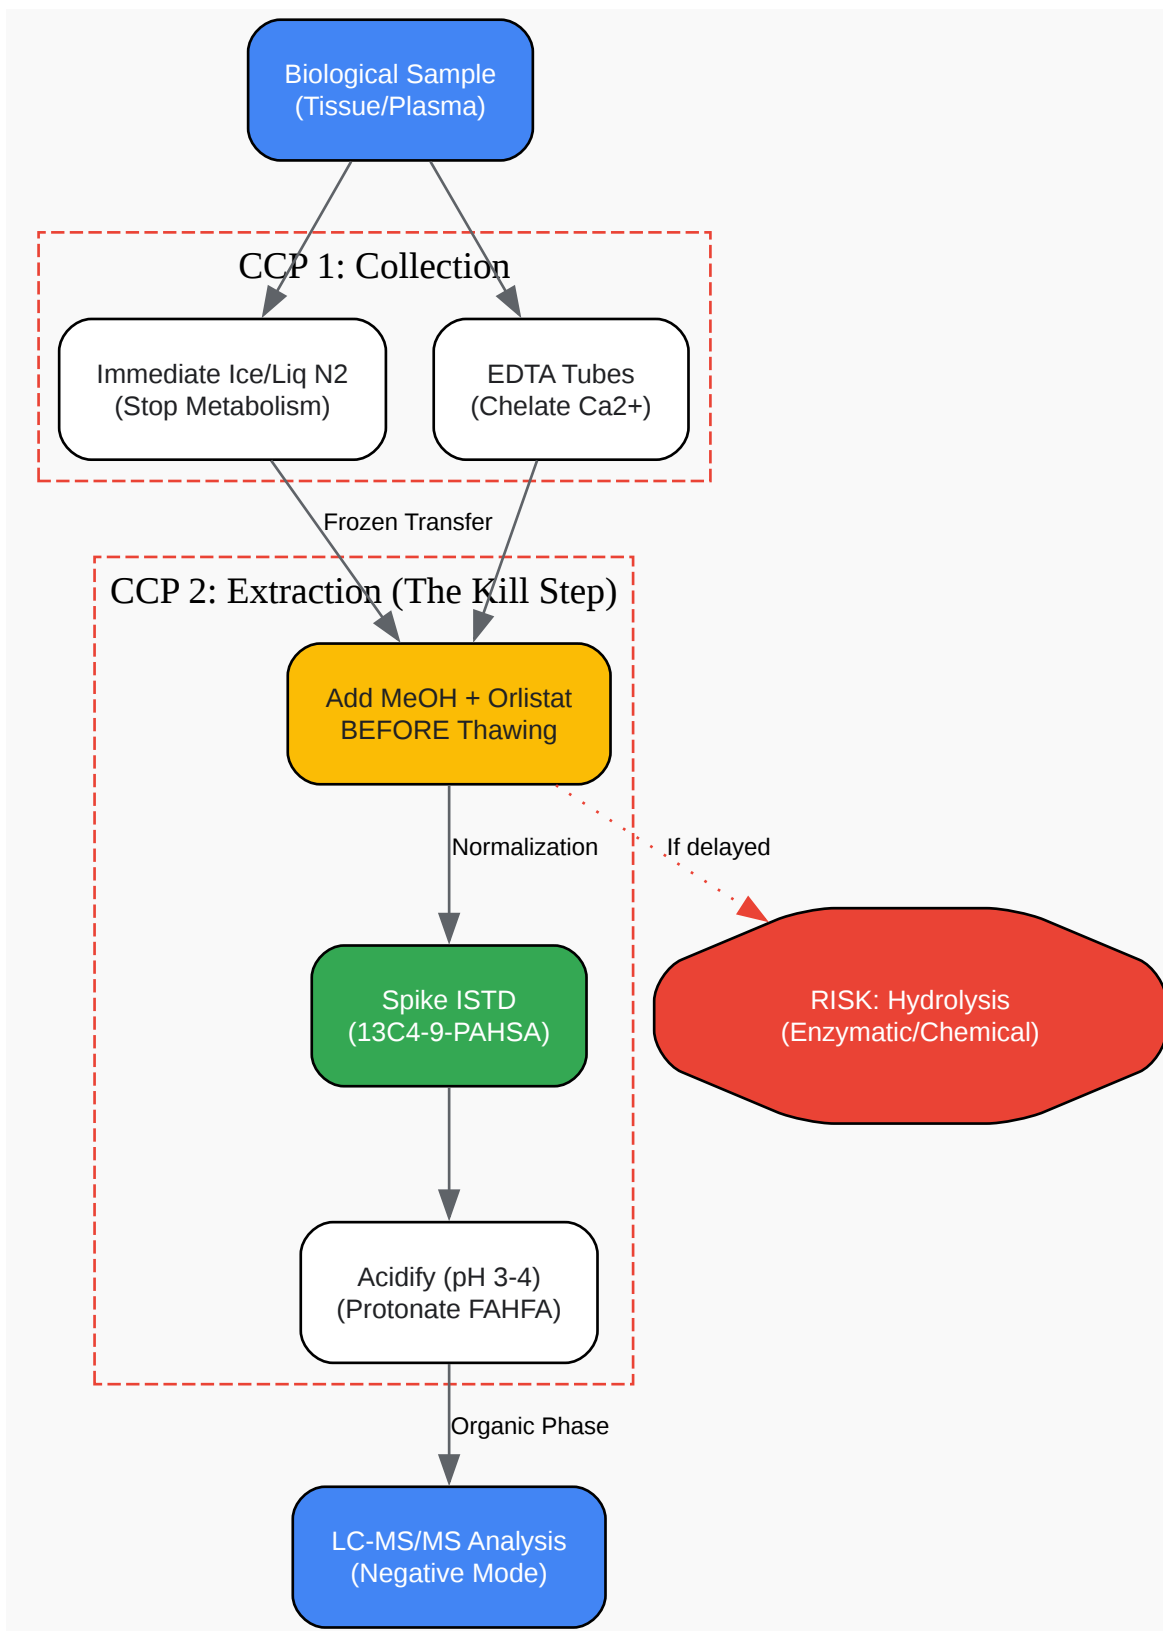 Biological Sample
(Tissue/Plasma)
CCP 1: Collection
Immediate Ice/Liq N2
(Stop Metabolism)
EDTA Tubes
(Chelate Ca2+)
Frozen Transfer
CCP 2: Extraction (The Kill Step)
Add MeOH + Orlistat
BEFORE Thawing
Normalization
If delayed
Spike ISTD
(13C4-9-PAHSA)
RISK: Hydrolysis
(Enzymatic/Chemical)
Acidify (pH 3-4)
(Protonate FAHFA)
Organic Phase
LC-MS/MS Analysis
(Negative Mode)